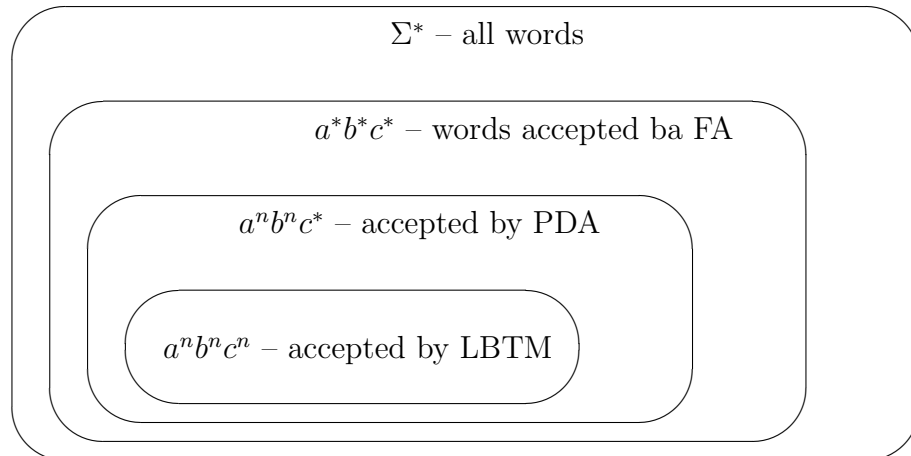 Σ* – all words
a*b*c* – words accepted ba FA
aⁿbⁿc* – accepted by PDA
aⁿbⁿcⁿ – accepted by LBTM